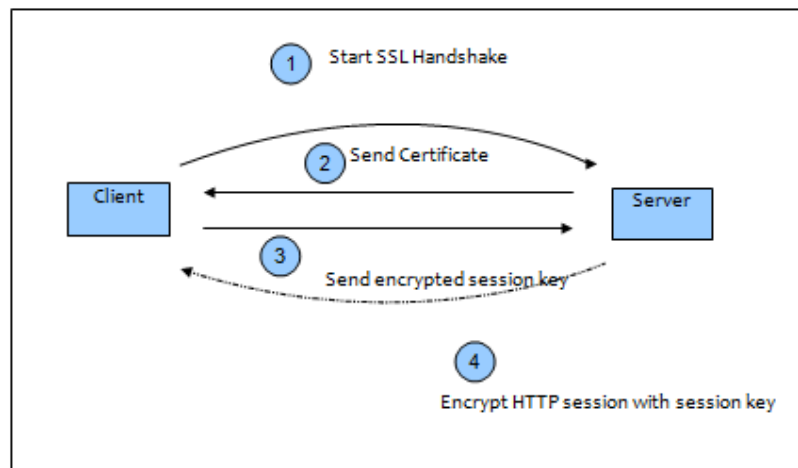 1
Start SSL Handshake
2
Send Certificate
Client
Server
3
Send encrypted session key
4
Encrypt HTTP session with session key